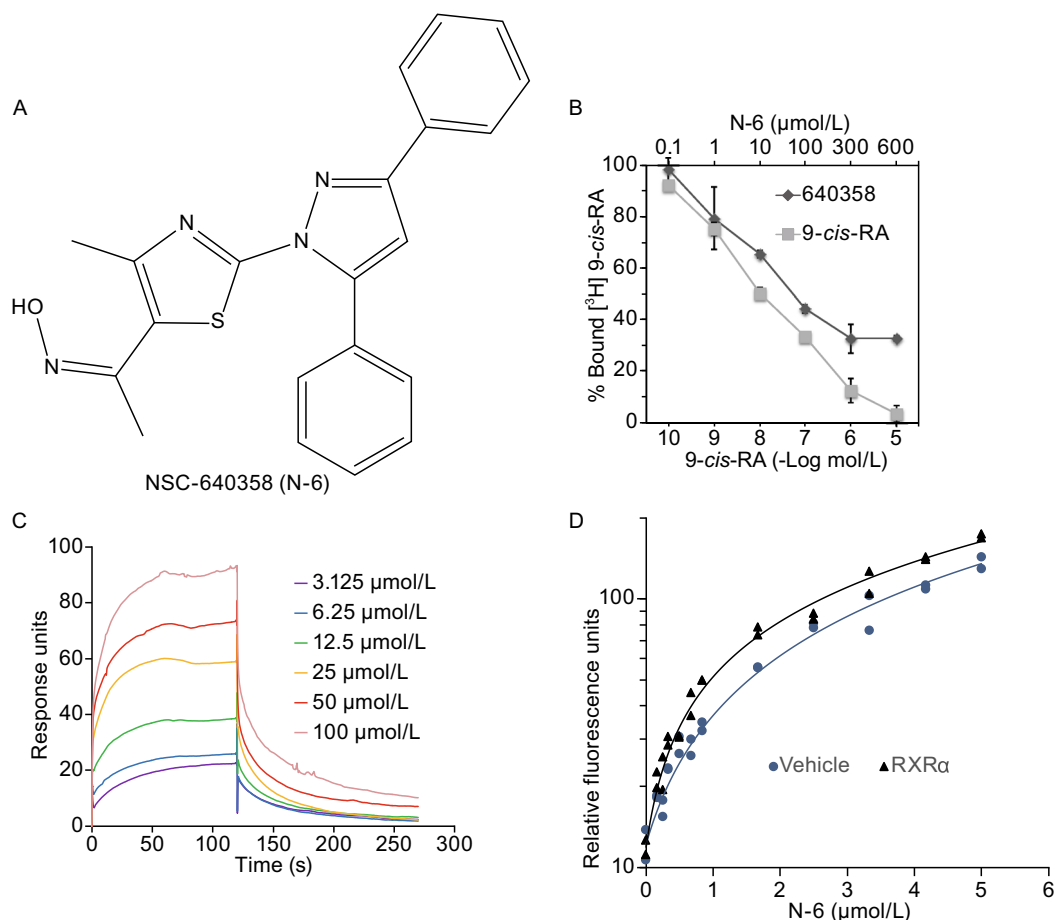 A
N
N
N
S
HO
N
NSC-640358 (N-6)
B
N-6 (µmol/L)
0.1 1 10 100 300 600
100
80
60
40
20
0
% Bound [³H] 9-cis-RA
640358
9-cis-RA
10 9 8 7 6 5
9-cis-RA (-Log mol/L)
C
100
80
60
40
20
0
Response units
3.125 µmol/L
6.25 µmol/L
12.5 µmol/L
25 µmol/L
50 µmol/L
100 µmol/L
0 50 100 150 200 250 300
Time (s)
D
100
10
Relative fluorescence units
Vehicle RXRα
0 1 2 3 4 5 6
N-6 (µmol/L)